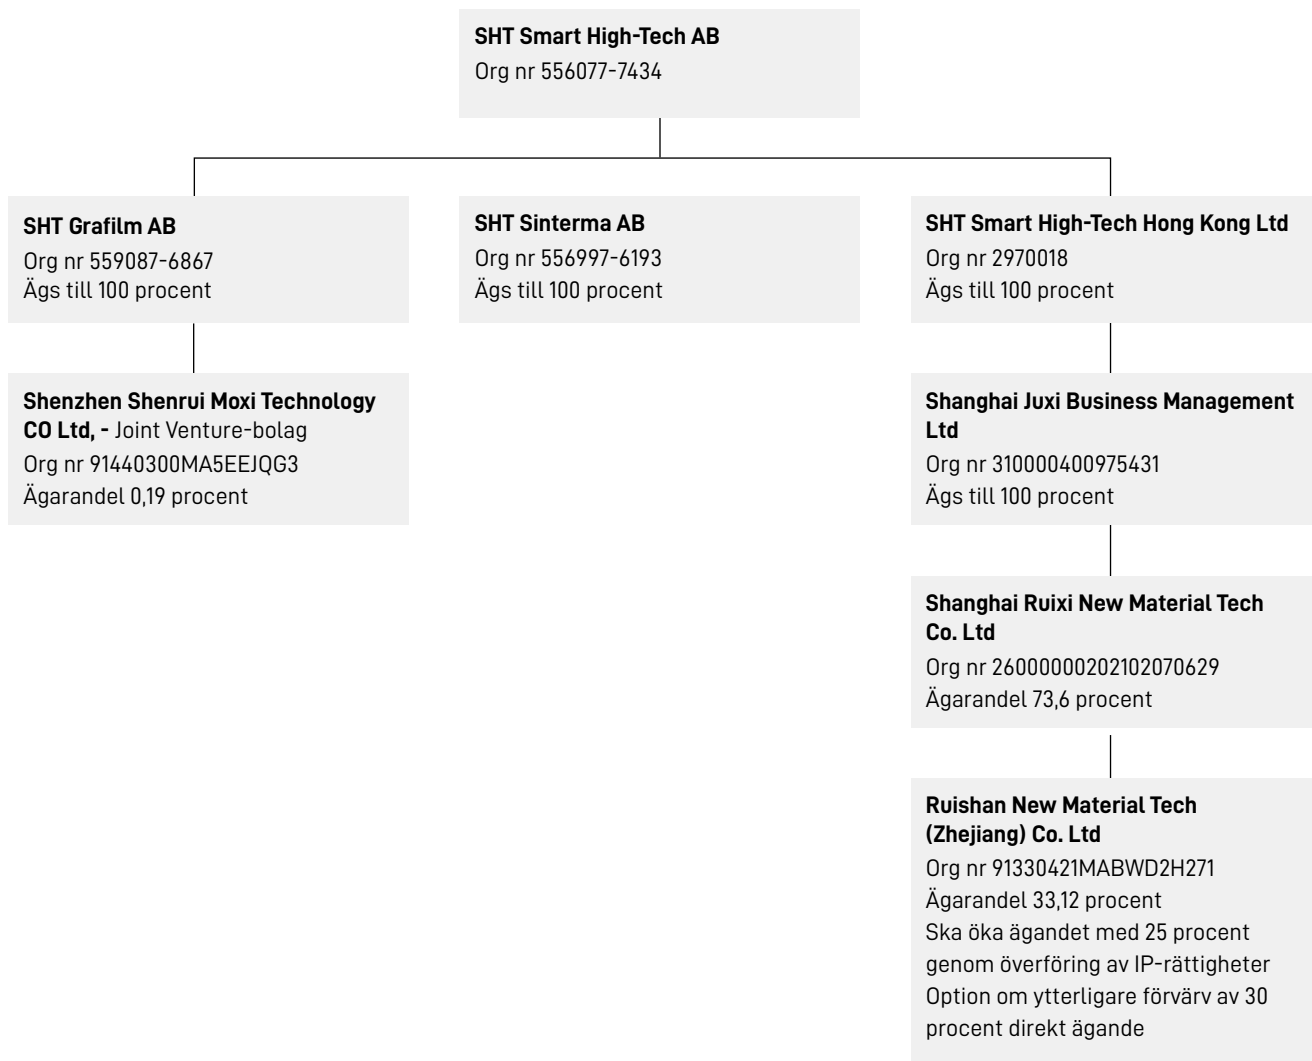 SHT Smart High-Tech AB
Org nr 556077-7434
SHT Grafilm AB
Org nr 559087-6867
Ägs till 100 procent
SHT Sinterma AB
Org nr 556997-6193
Ägs till 100 procent
SHT Smart High-Tech Hong Kong Ltd
Org nr 2970018
Ägs till 100 procent
Shenzhen Shenrui Moxi Technology
CO Ltd, - Joint Venture-bolag
Org nr 91440300MA5EEJQG3
Ägarandel 0,19 procent
Shanghai Juxi Business Management
Ltd
Org nr 310000400975431
Ägs till 100 procent
Shanghai Ruixi New Material Tech
Co. Ltd
Org nr 26000000202102070629
Ägarandel 73,6 procent
Ruishan New Material Tech
(Zhejiang) Co. Ltd
Org nr 91330421MABWD2H271
Ägarandel 33,12 procent
Ska öka ägandet med 25 procent
genom överföring av IP-rättigheter
Option om ytterligare förvärv av 30
procent direkt ägande